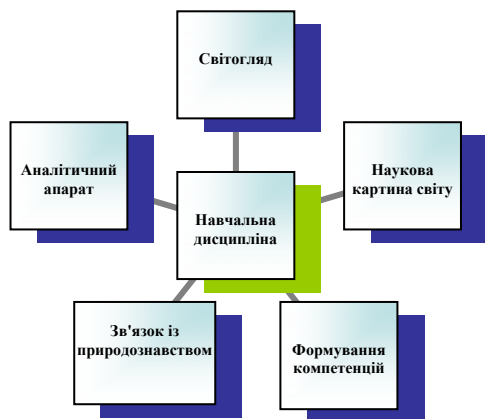 Світогляд
Аналітичний
апарат
Наукова
картина світу
Навчальна
дисципліна
Зв'язок із
природознавством
Формування
компетенцій